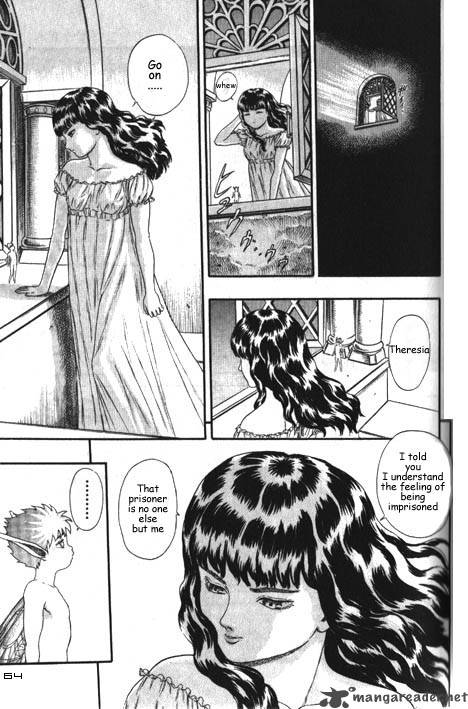 whew
Go
on
.....
Theresia
I told
you
I understand
the feeling of
being
imprisoned
That
prisoner
is no one
else
but me
........
64
mangareader.net